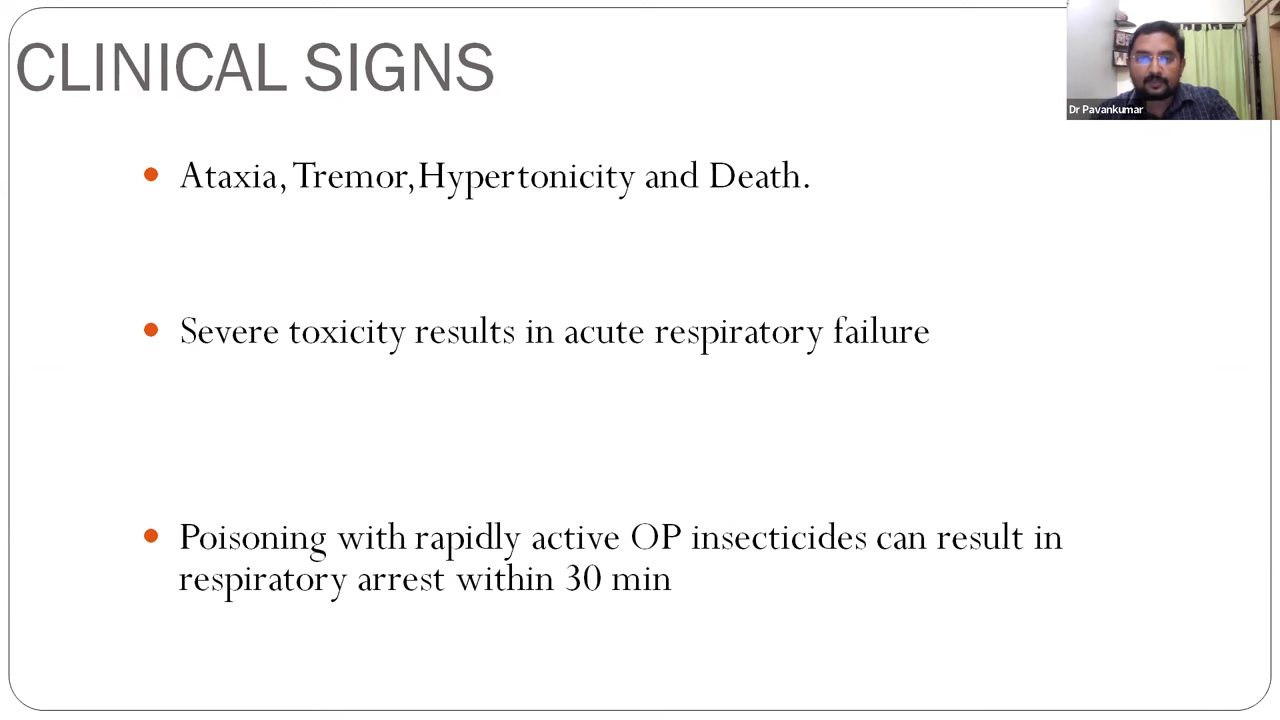 CLINICAL SIGNS
Dr Pavankumar
Ataxia, Tremor,Hypertonicity and Death.
Severe toxicity results in acute respiratory failure
Poisoning with rapidly active OP insecticides can result in
respiratory arrest within 30 min